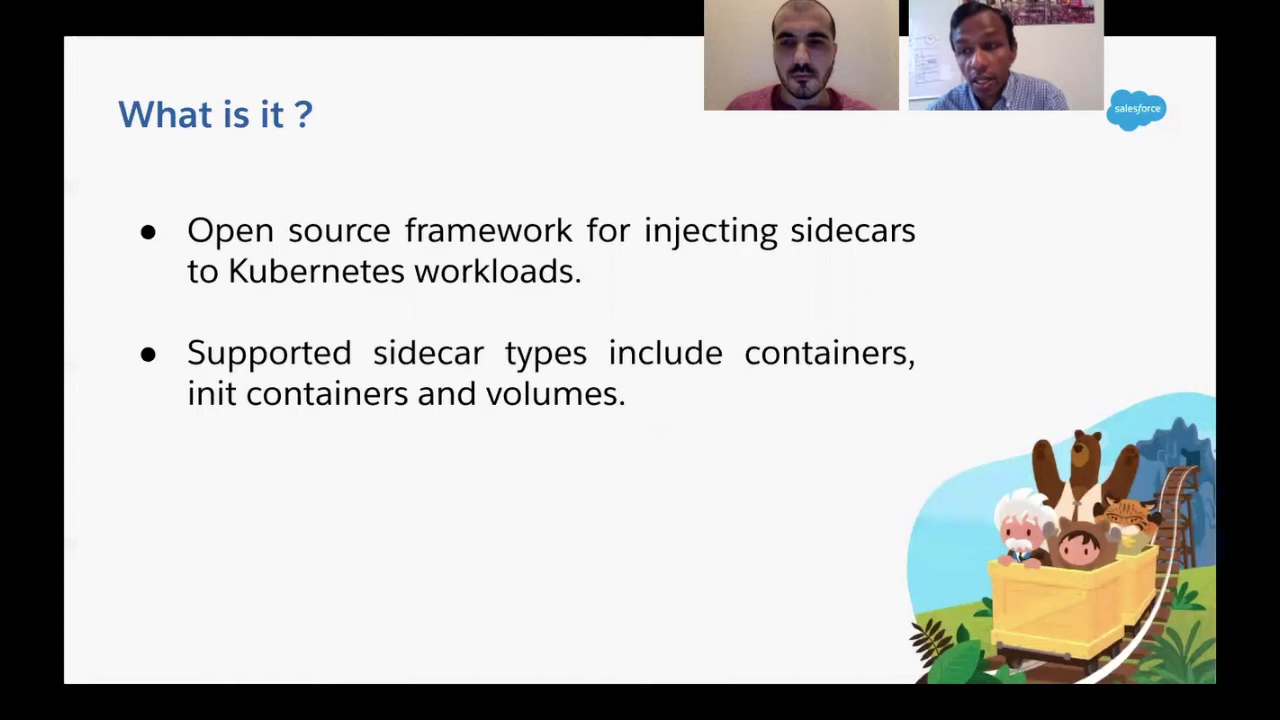 What is it ?
salesforce
● Open source framework for injecting sidecars
to Kubernetes workloads.
● Supported sidecar types include containers,
init containers and volumes.